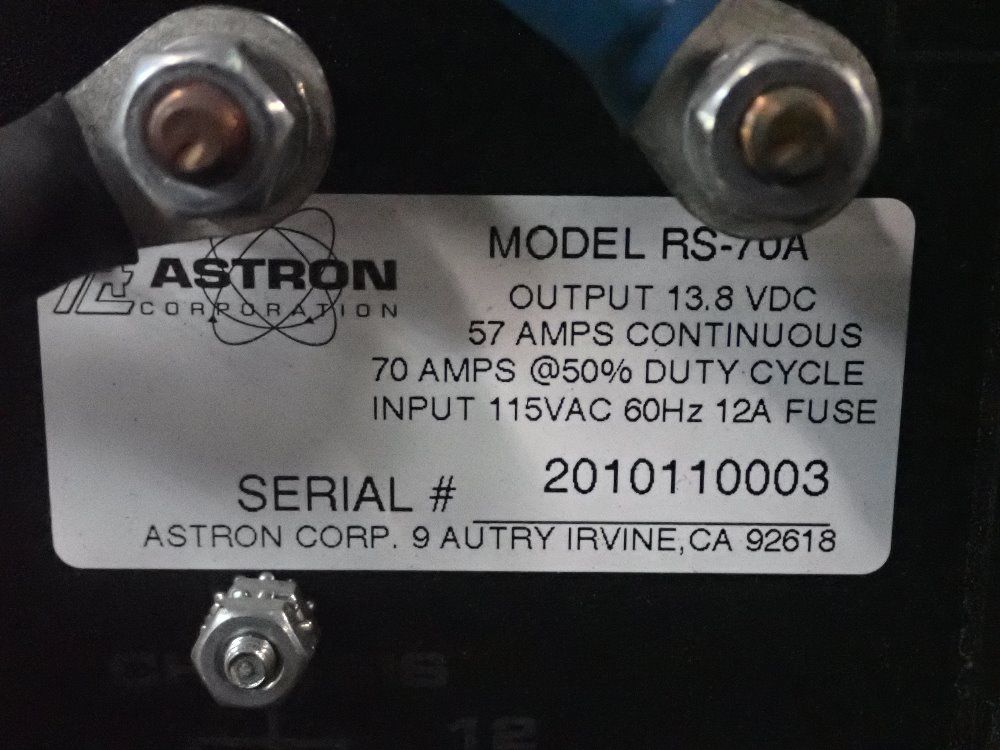 ASTRON
CORPORATION
MODEL RS-70A
OUTPUT 13.8 VDC
57 AMPS CONTINUOUS
70 AMPS @50% DUTY CYCLE
INPUT 115VAC 60Hz 12A FUSE
SERIAL # 2010110003
ASTRON CORP. 9 AUTRY IRVINE, CA 92618
12